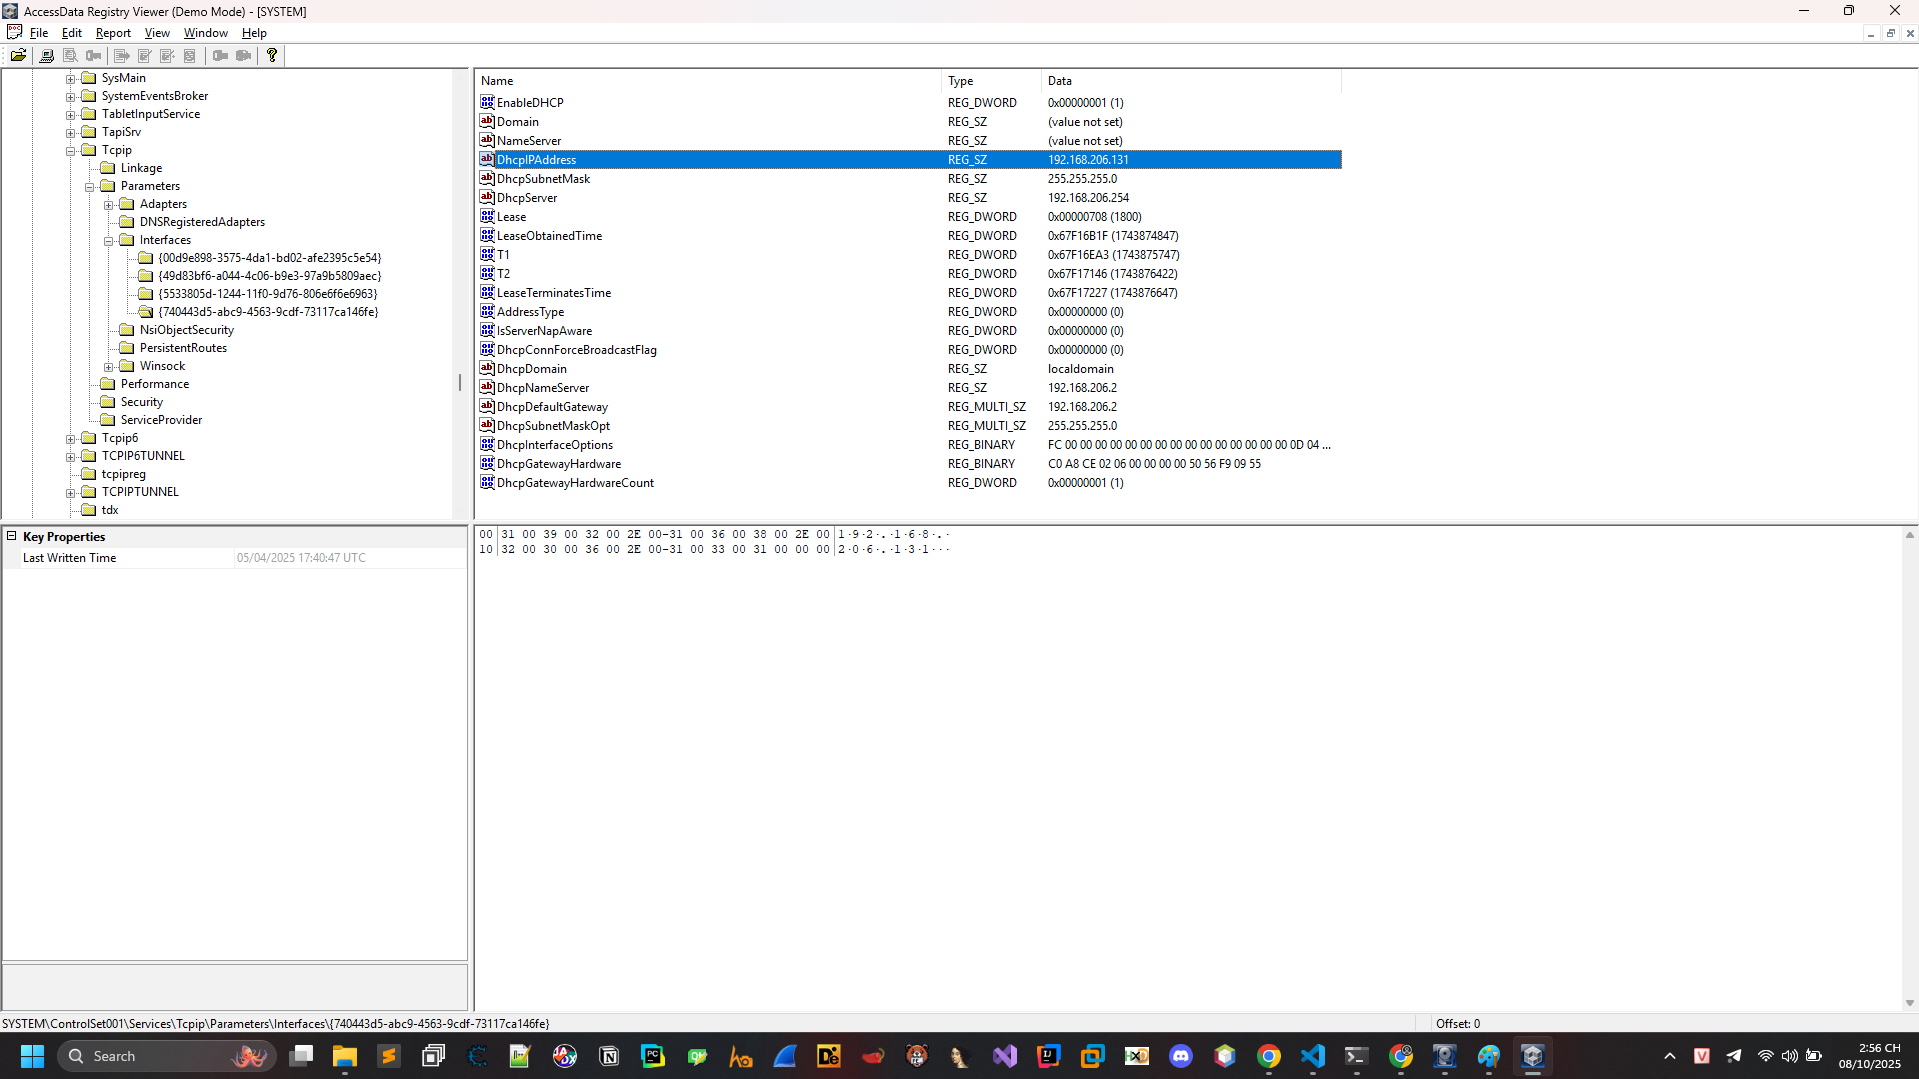 AccessData Registry Viewer (Demo Mode) - [SYSTEM]
File Edit Report View Window Help
SysMain
SystemEventsBroker
TabletInputService
TapiSrv
Tcpip
Linkage
Parameters
Adapters
DNSRegisteredAdapters
Interfaces
{00d9e898-3575-4da1-bd02-afe2395c5e54}
{49d83bf6-a044-4c06-b9e3-97a9b5809aec}
{5533805d-1244-11f0-9d76-806e6f6e6963}
{740443d5-abc9-4563-9cdf-73117ca146fe}
NsiObjectSecurity
PersistentRoutes
Winsock
Performance
Security
ServiceProvider
Tcpip6
TCPIP6TUNNEL
tcpipreg
TCPIPTUNNEL
tdx
Name Type Data
EnableDHCP REG_DWORD 0x00000001 (1)
Domain REG_SZ (value not set)
NameServer REG_SZ (value not set)
DhcpIPAddress REG_SZ 192.168.206.131
DhcpSubnetMask REG_SZ 255.255.255.0
DhcpServer REG_SZ 192.168.206.254
Lease REG_DWORD 0x00000708 (1800)
LeaseObtainedTime REG_DWORD 0x67F16B1F (1743874847)
T1 REG_DWORD 0x67F16EA3 (1743875747)
T2 REG_DWORD 0x67F17146 (1743876422)
LeaseTerminatesTime REG_DWORD 0x67F17227 (1743876647)
AddressType REG_DWORD 0x00000000 (0)
IsServerNapAware REG_DWORD 0x00000000 (0)
DhcpConnForceBroadcastFlag REG_DWORD 0x00000000 (0)
DhcpDomain REG_SZ localdomain
DhcpNameServer REG_SZ 192.168.206.2
DhcpDefaultGateway REG_MULTI_SZ 192.168.206.2
DhcpSubnetMaskOpt REG_MULTI_SZ 255.255.255.0
DhcpInterfaceOptions REG_BINARY FC 00 00 00 00 00 00 00 00 00 00 00 00 00 00 00 0D 04 ...
DhcpGatewayHardware REG_BINARY C0 A8 CE 02 06 00 00 00 00 50 56 F9 09 55
DhcpGatewayHardwareCount REG_DWORD 0x00000001 (1)
Key Properties
Last Written Time 05/04/2025 17:40:47 UTC
00 31 00 39 00 32 00 2E 00-31 00 36 00 38 00 2E 00 1·9·2·.·1·6·8·.·
10 32 00 30 00 36 00 2E 00-31 00 33 00 31 00 00 00 2·0·6·.·1·3·1···
SYSTEM\ControlSet001\Services\Tcpip\Parameters\Interfaces\{740443d5-abc9-4563-9cdf-73117ca146fe}
Offset: 0
Search
2:56 CH
08/10/2025